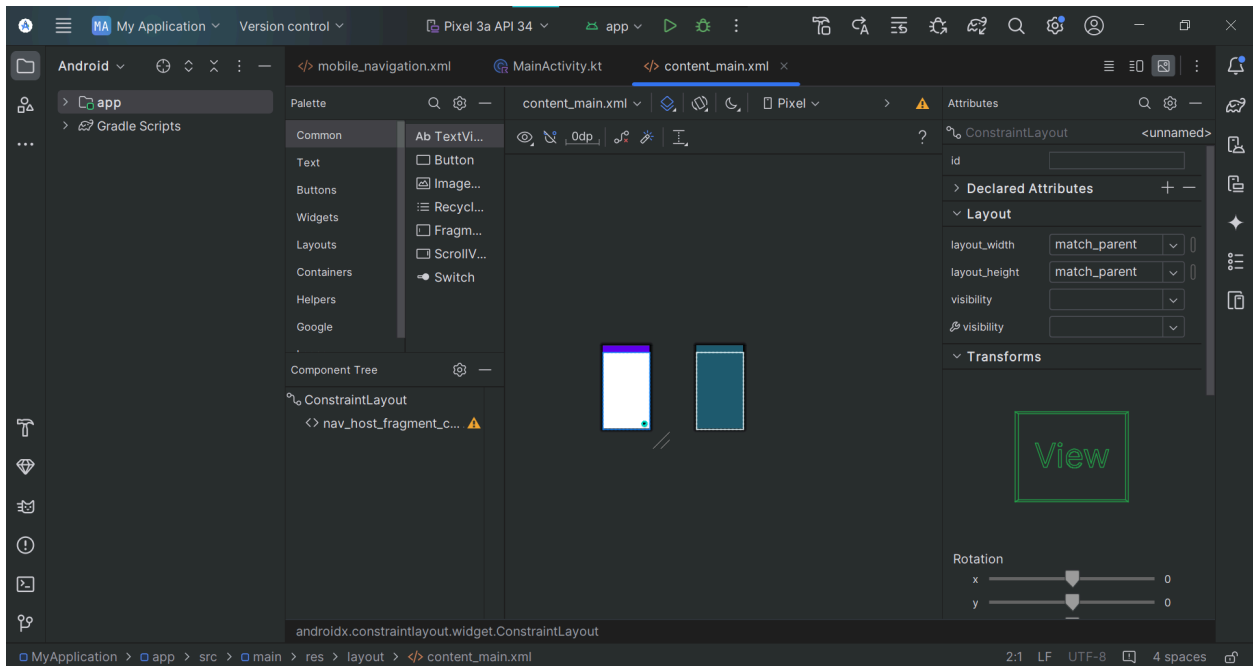 MA My Application Version control Pixel 3a API 34 app
Android
mobile_navigation.xml MainActivity.kt content_main.xml
app
Gradle Scripts
Palette
Common
Text
Buttons
Widgets
Layouts
Containers
Helpers
Google
Ab TextVi...
Button
Image...
Recycl...
Fragm...
ScrollV...
Switch
Component Tree
ConstraintLayout
nav_host_fragment_c...
content_main.xml Pixel
0dp
?
Attributes
ConstraintLayout <unnamed>
id
Declared Attributes
Layout
layout_width match_parent
layout_height match_parent
visibility
visibility
Transforms
View
Rotation
x 0
y 0
androidx.constraintlayout.widget.ConstraintLayout
MyApplication > app > src > main > res > layout > content_main.xml 2:1 LF UTF-8 4 spaces